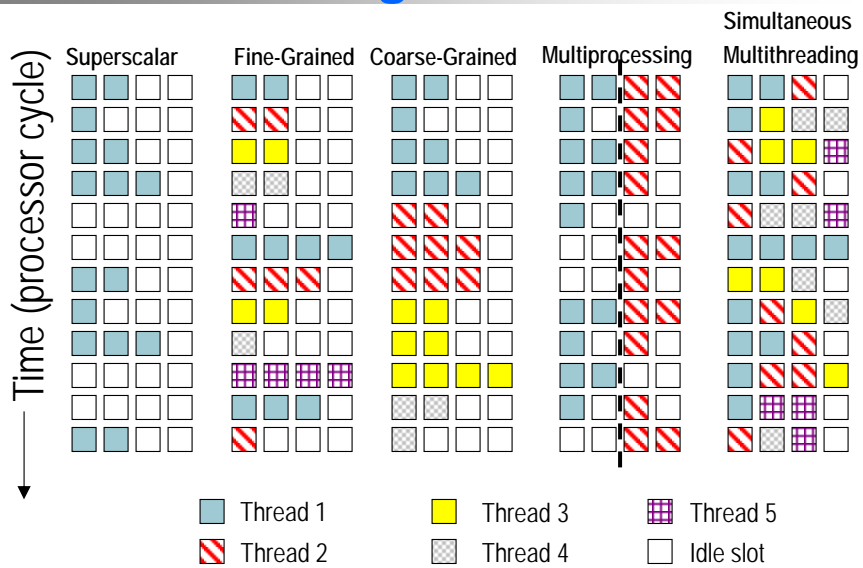 Simultaneous
Superscalar Fine-Grained Coarse-Grained Multiprocessing Multithreading
Time (processor cycle)
Thread 1 Thread 3 Thread 5
Thread 2 Thread 4 Idle slot